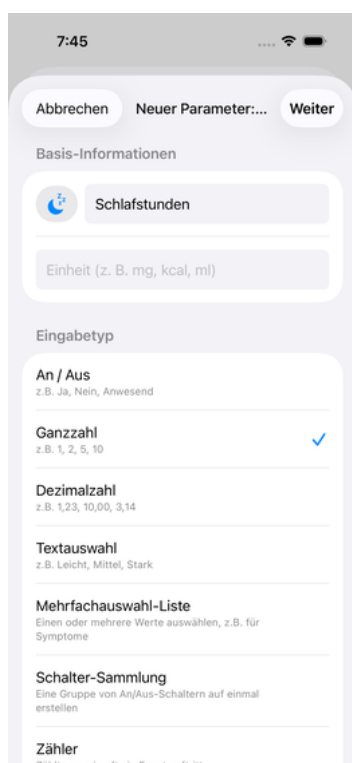 7:45
Abbrechen Neuer Parameter:... Weiter
Basis-Informationen
Schlafstunden
Einheit (z. B. mg, kcal, ml)
Eingabetyp
An / Aus
z.B. Ja, Nein, Anwesend
Ganzzahl
z.B. 1, 2, 5, 10
Dezimalzahl
z.B. 1,23, 10,00, 3,14
Textauswahl
z.B. Leicht, Mittel, Stark
Mehrfachauswahl-Liste
Einen oder mehrere Werte auswählen, z.B. für
Symptome
Schalter-Sammlung
Eine Gruppe von An/Aus-Schaltern auf einmal
erstellen
Zähler